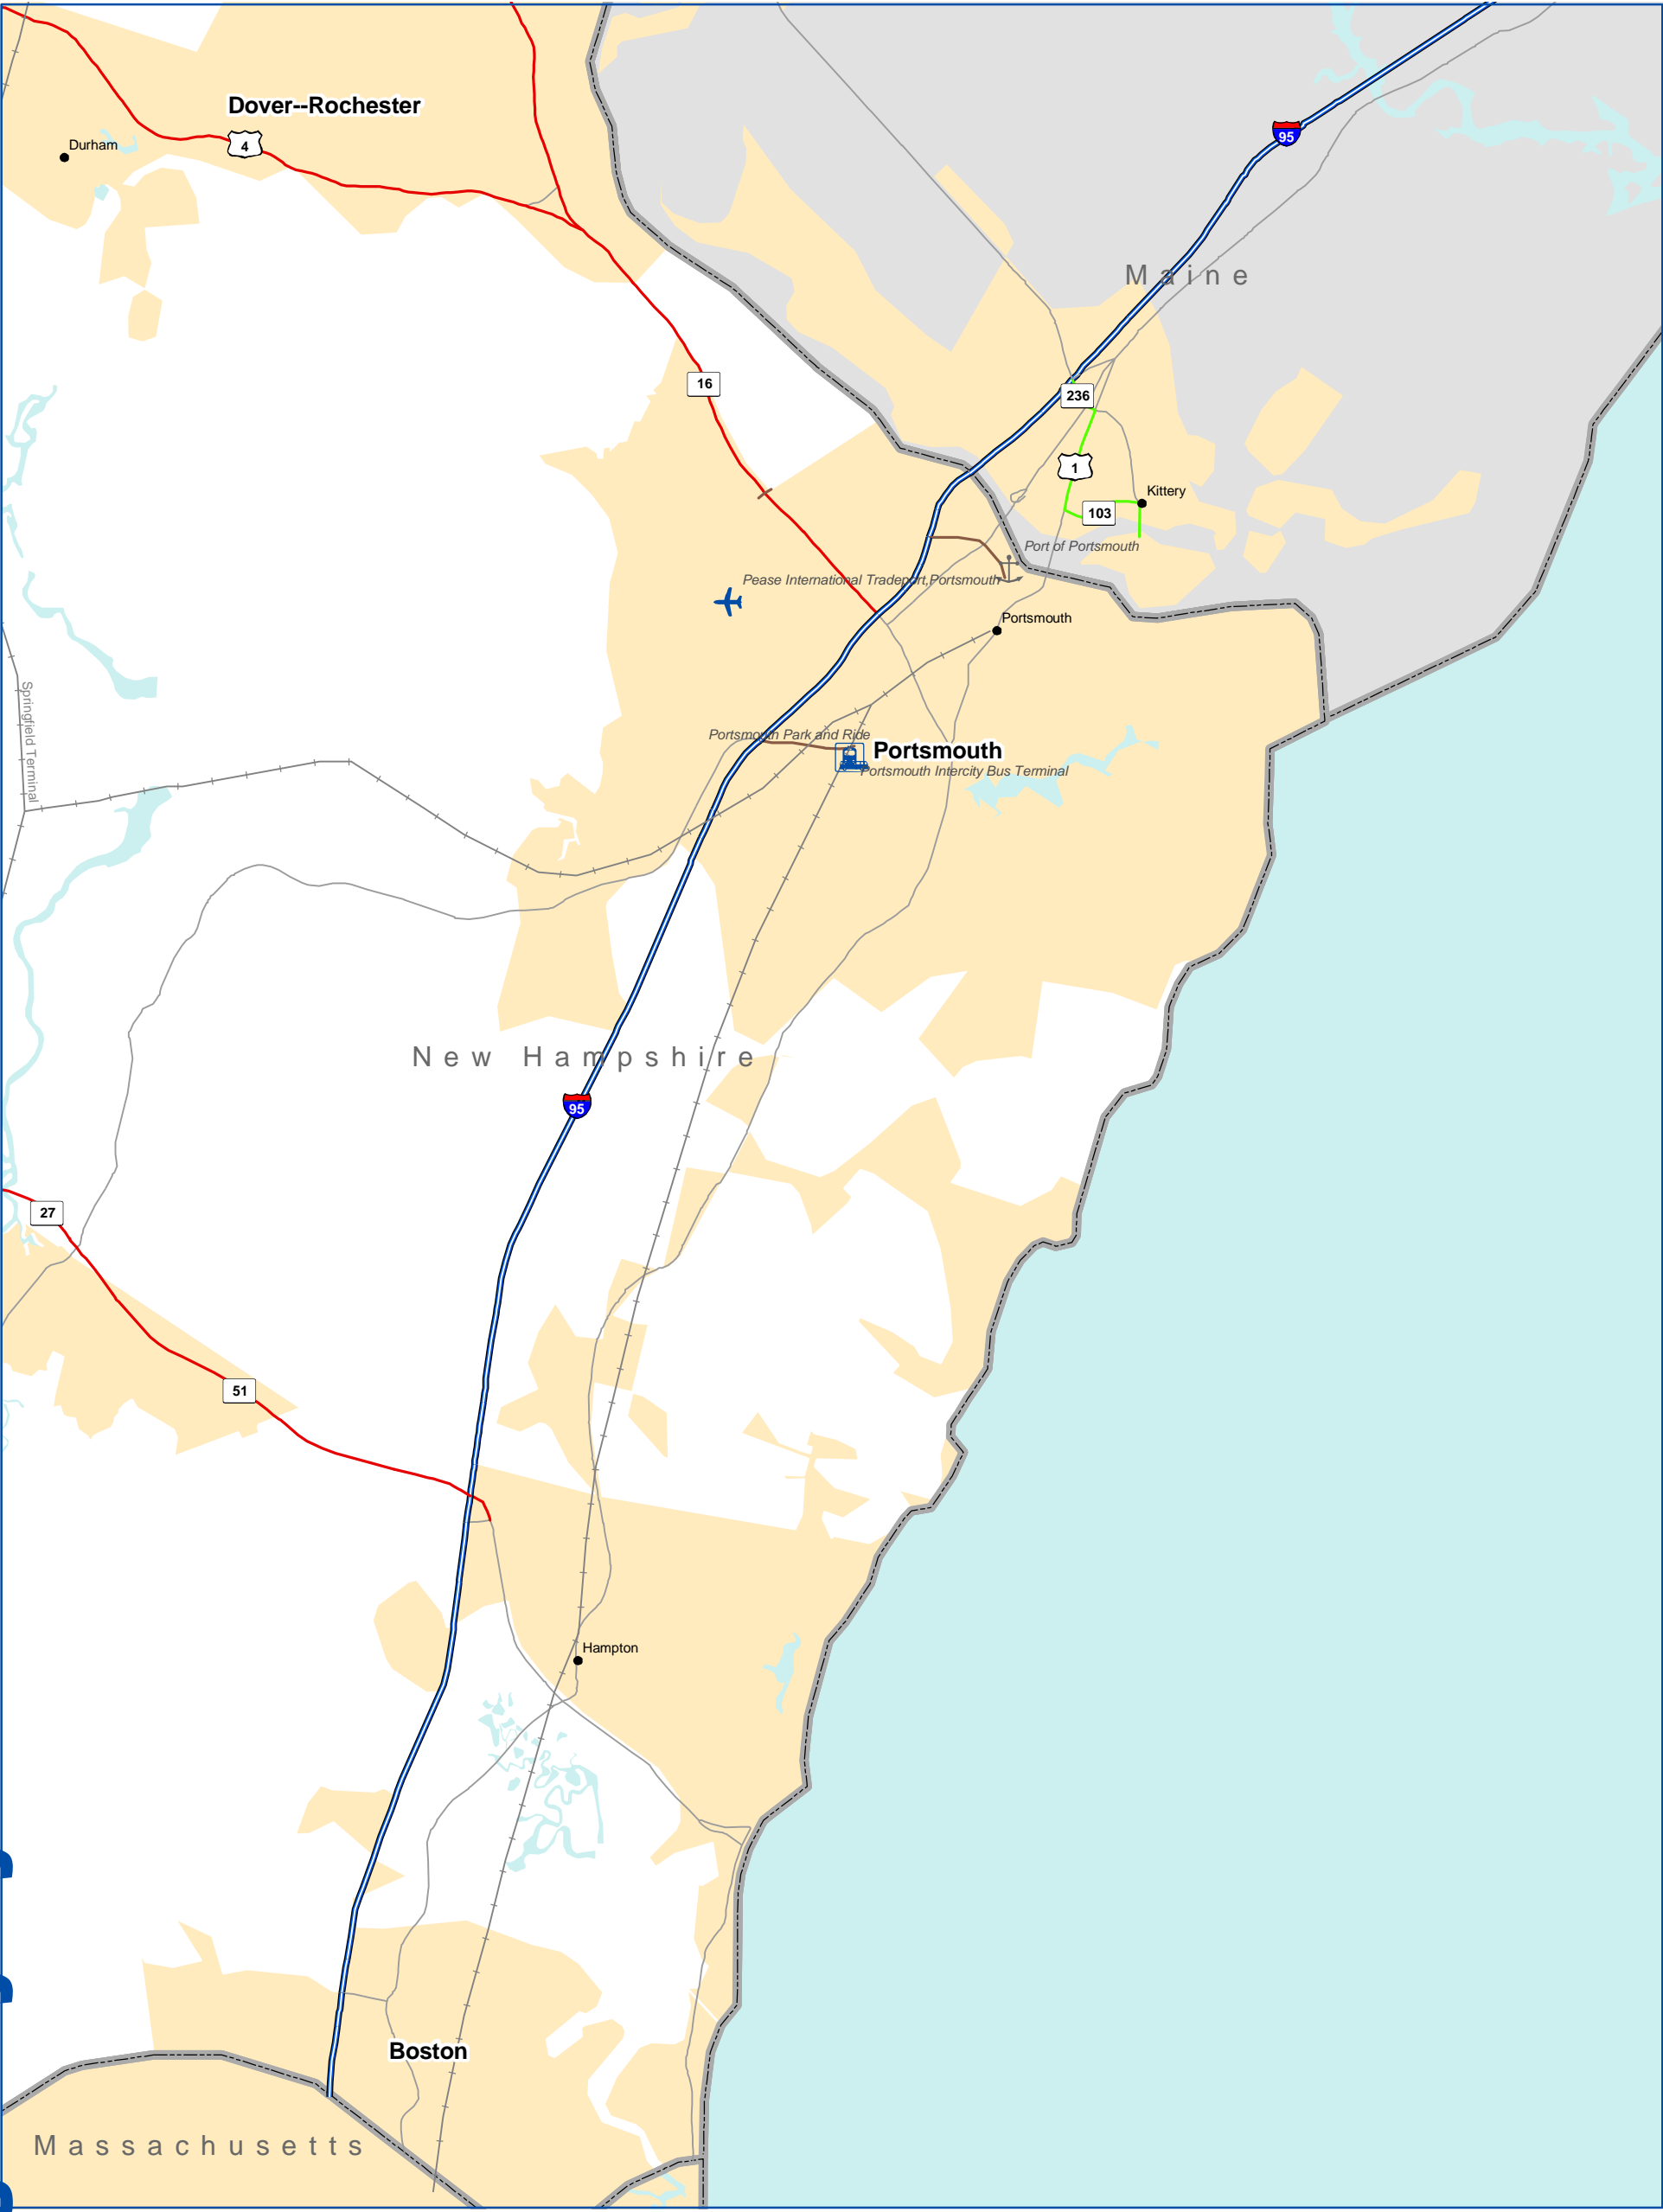 Dover--Rochester
95
Durham
4
Maine
16
236
1
Kittery
103
Port of Portsmouth
Pease International Tradeport,Portsmouth
Portsmouth
Springfield Terminal
Portsmouth Park and Ride
Portsmouth
Portsmouth Intercity Bus Terminal
New Hampshire
95
27
51
Hampton
Boston
Massachusetts